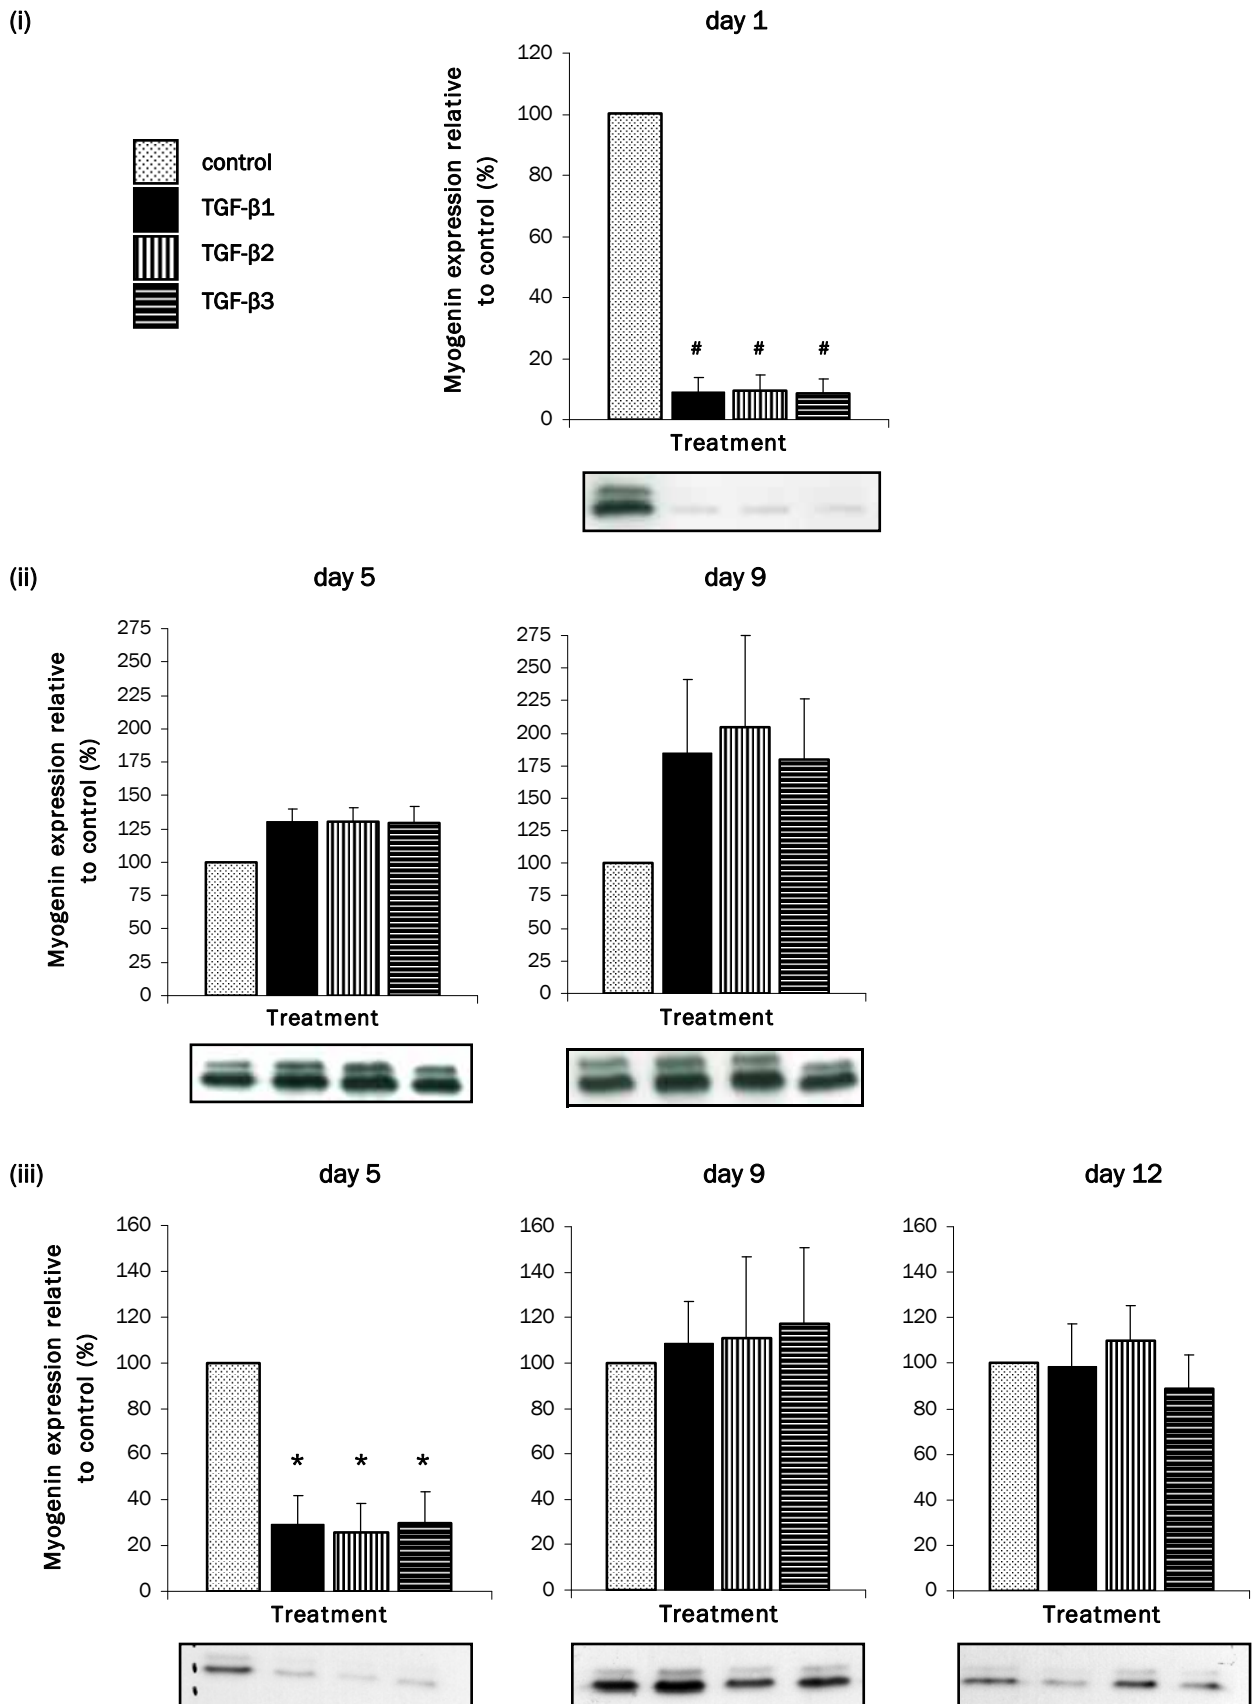 (i)
day 1
control
TGF-β1
TGF-β2
TGF-β3
Myogenin expression relative
to control (%)
120
100
80
60
40
20
0
# # #
Treatment
(ii)
day 5
Myogenin expression relative
to control (%)
275
250
225
200
175
150
125
100
75
50
25
0
Treatment
day 9
275
250
225
200
175
150
125
100
75
50
25
0
Treatment
(iii)
day 5
Myogenin expression relative
to control (%)
160
140
120
100
80
60
40
20
0
* * *
Treatment
day 9
160
140
120
100
80
60
40
20
0
Treatment
day 12
160
140
120
100
80
60
40
20
0
Treatment